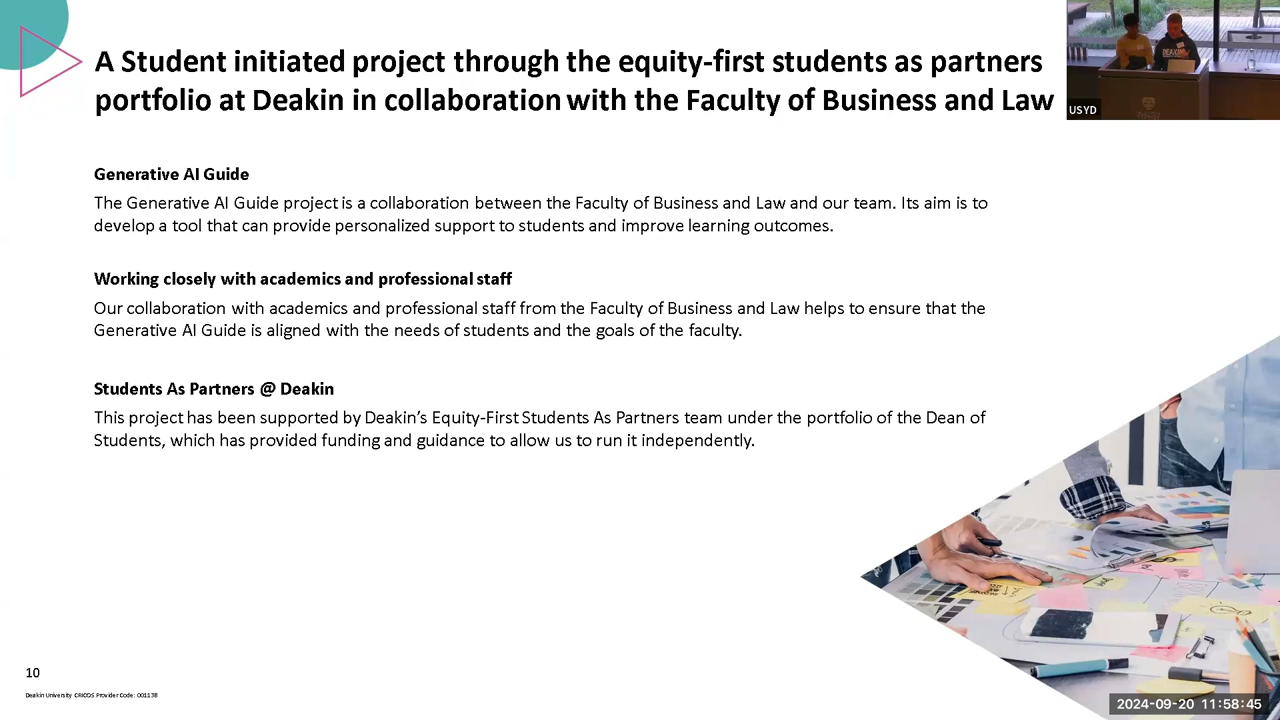 A Student initiated project through the equity-first students as partners
portfolio at Deakin in collaboration with the Faculty of Business and Law
USYD
Generative AI Guide
The Generative AI Guide project is a collaboration between the Faculty of Business and Law and our team. Its aim is to
develop a tool that can provide personalized support to students and improve learning outcomes.
Working closely with academics and professional staff
Our collaboration with academics and professional staff from the Faculty of Business and Law helps to ensure that the
Generative AI Guide is aligned with the needs of students and the goals of the faculty.
Students As Partners @ Deakin
This project has been supported by Deakin's Equity-First Students As Partners team under the portfolio of the Dean of
Students, which has provided funding and guidance to allow us to run it independently.
10
Deakin University CRICOS Provider Code: 00113B
2024-09-20 11:58:45